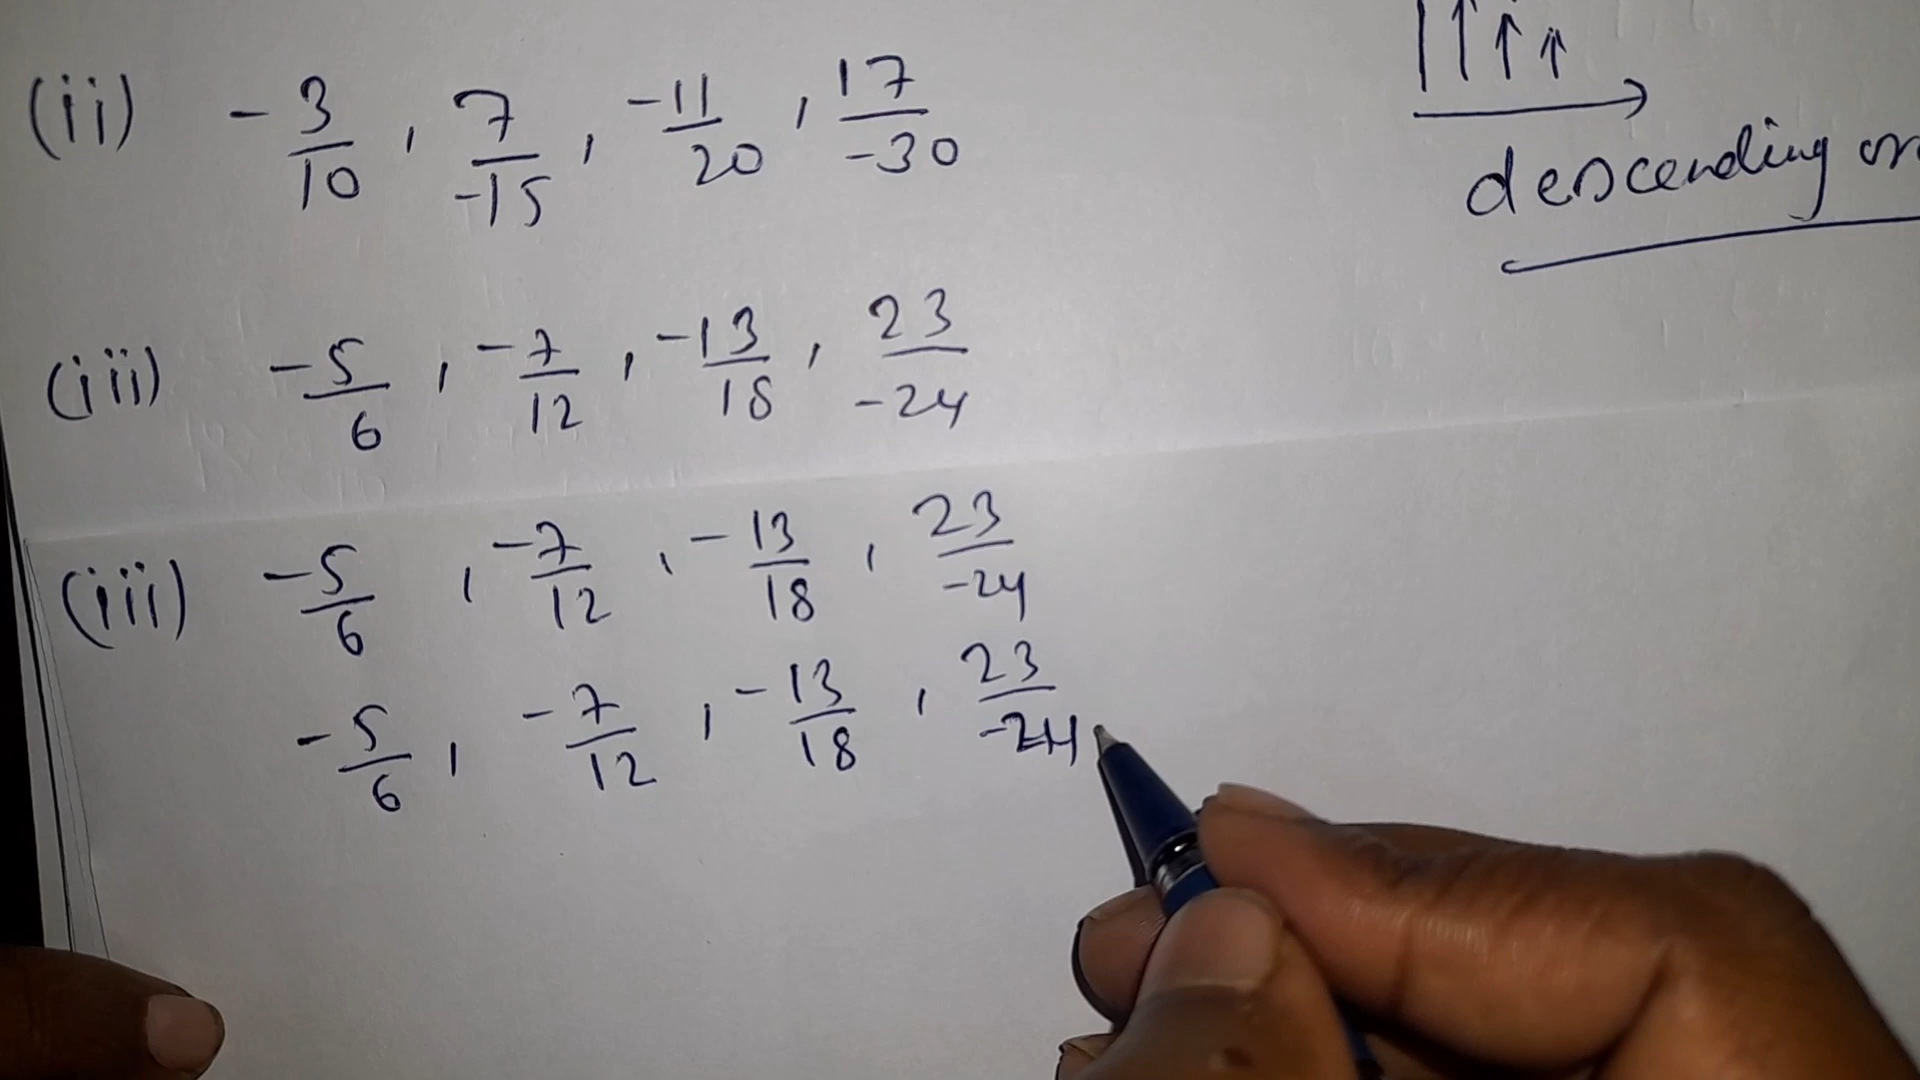 (ii) -3/10 , 7/-15 , -11/20 , 17/-30
descending
(iii) -5/6 , -7/12 , -13/18 , 23/-24
(iii) -5/6 , -7/12 , -13/18 , 23/-24
-5/6 , -7/12 , -13/18 , 23/-24